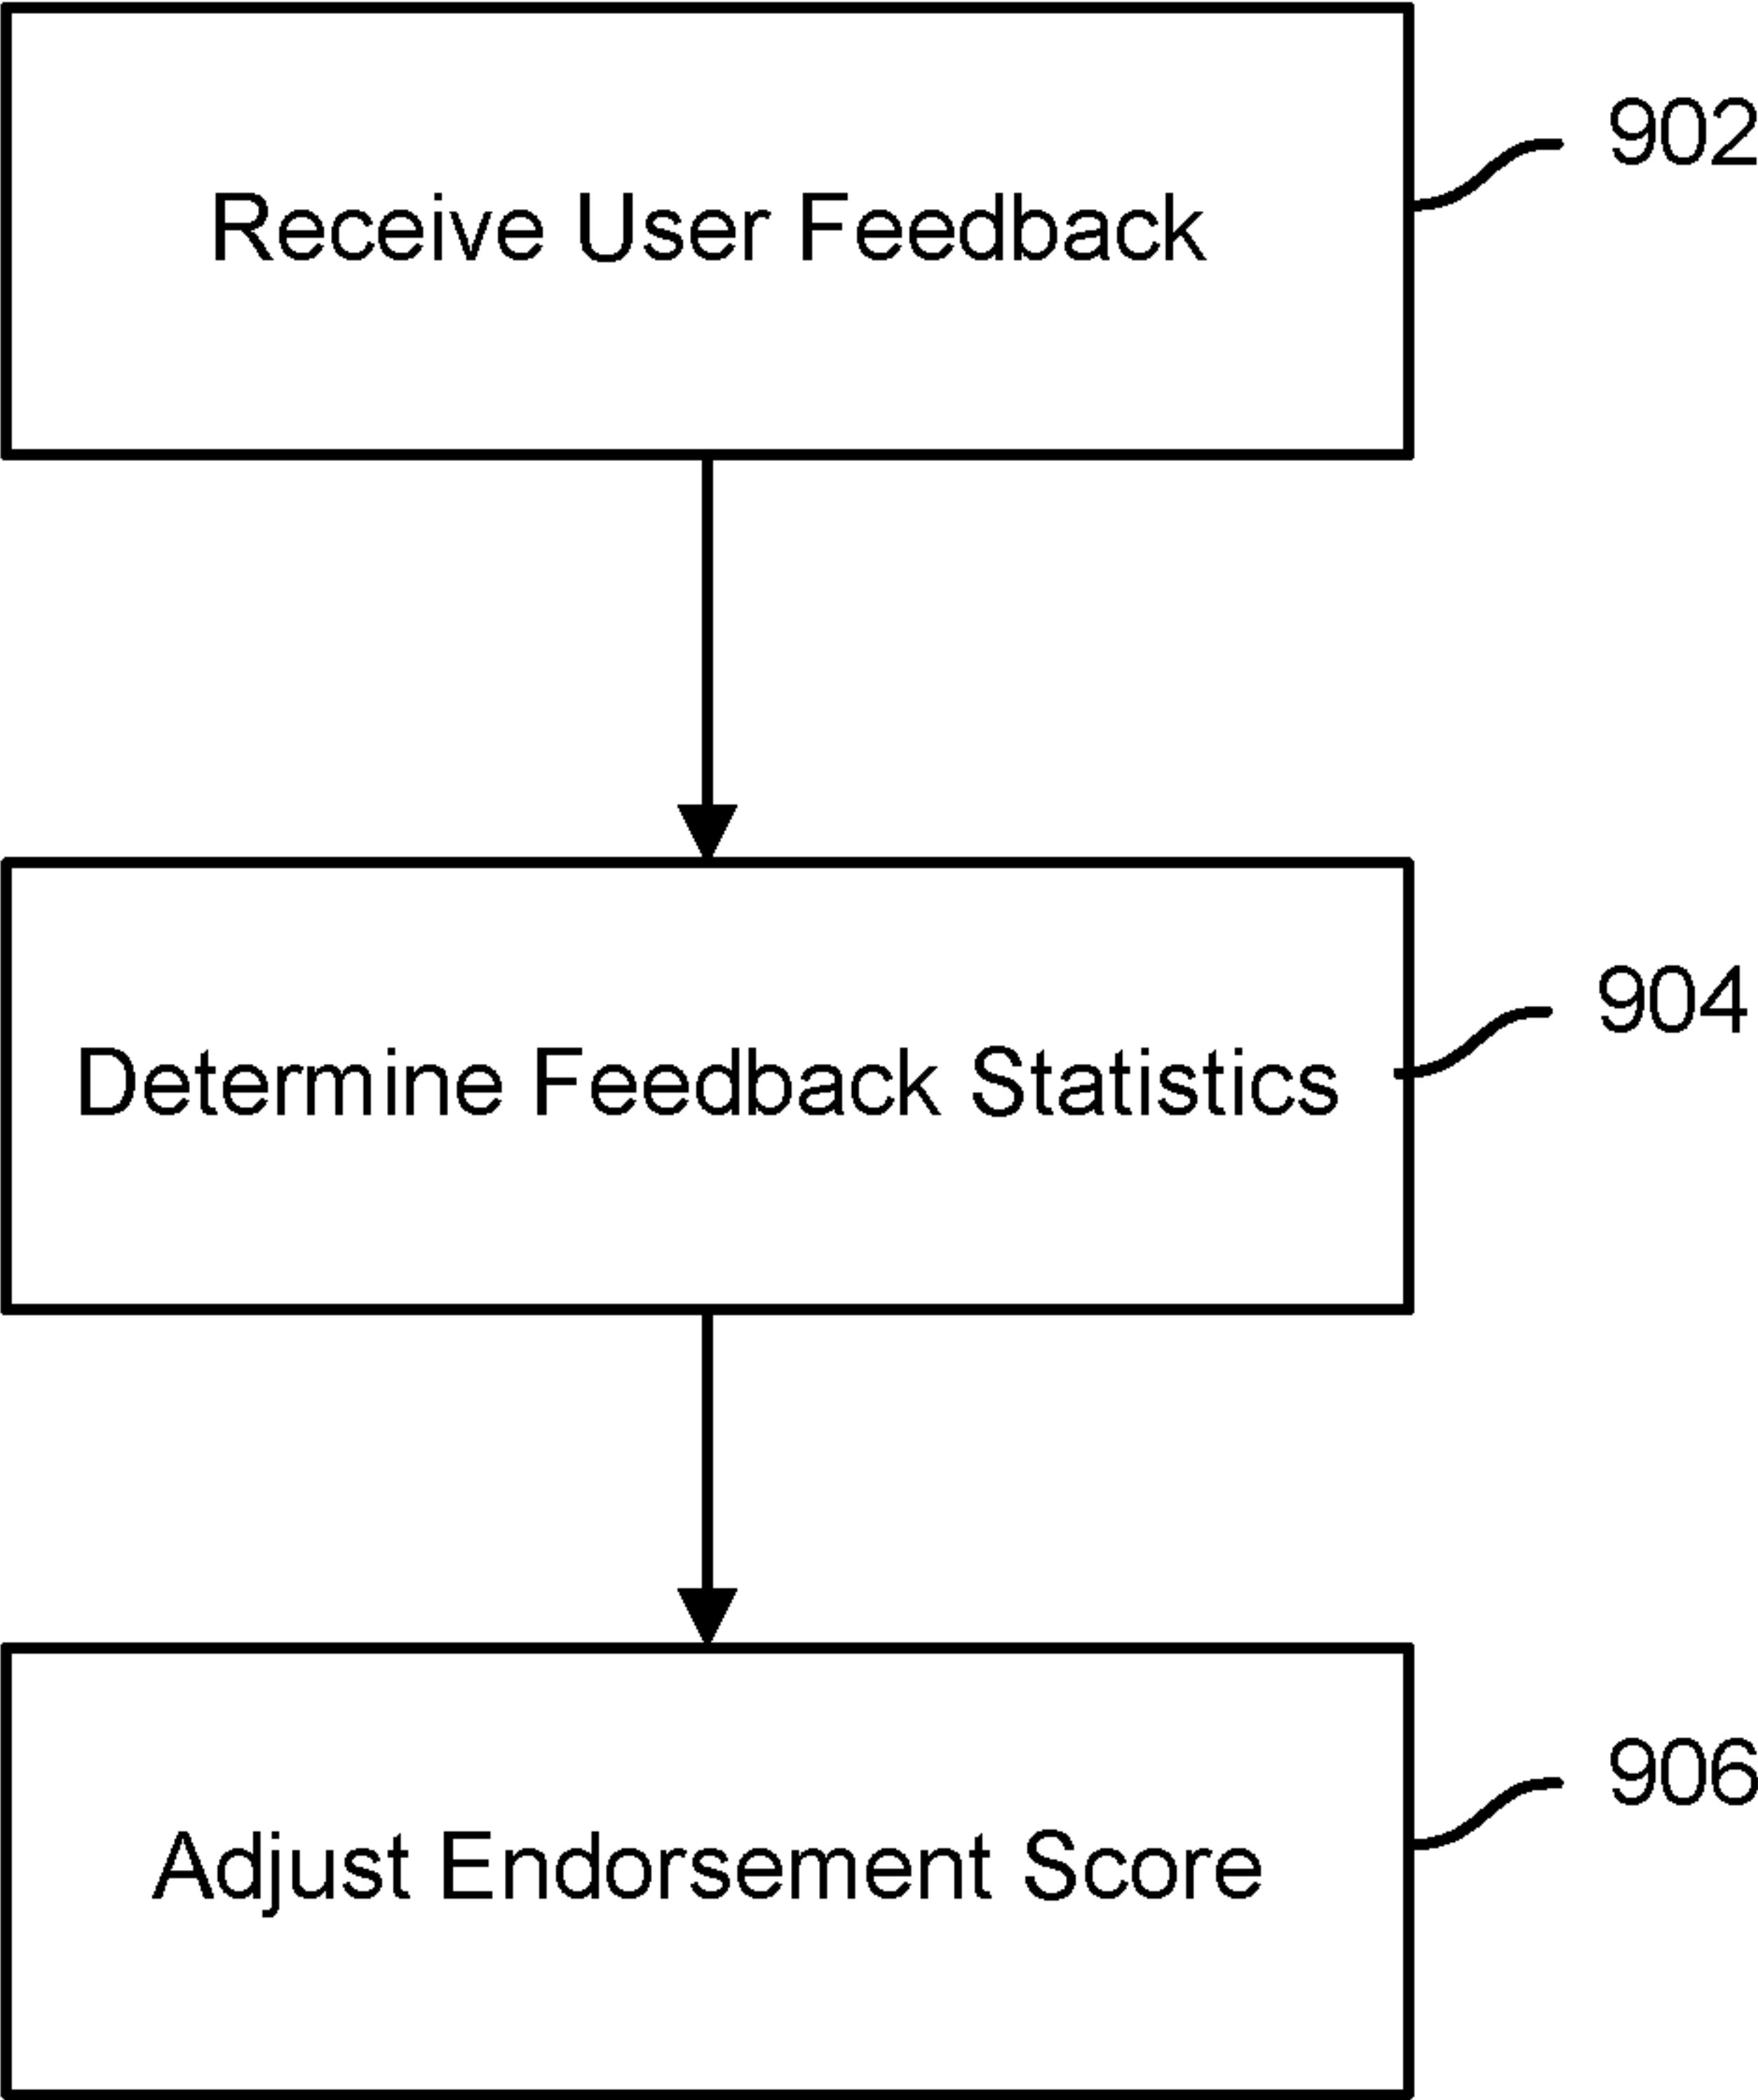 902
Receive User Feedback
904
Determine Feedback Statistics
906
Adjust Endorsement Score